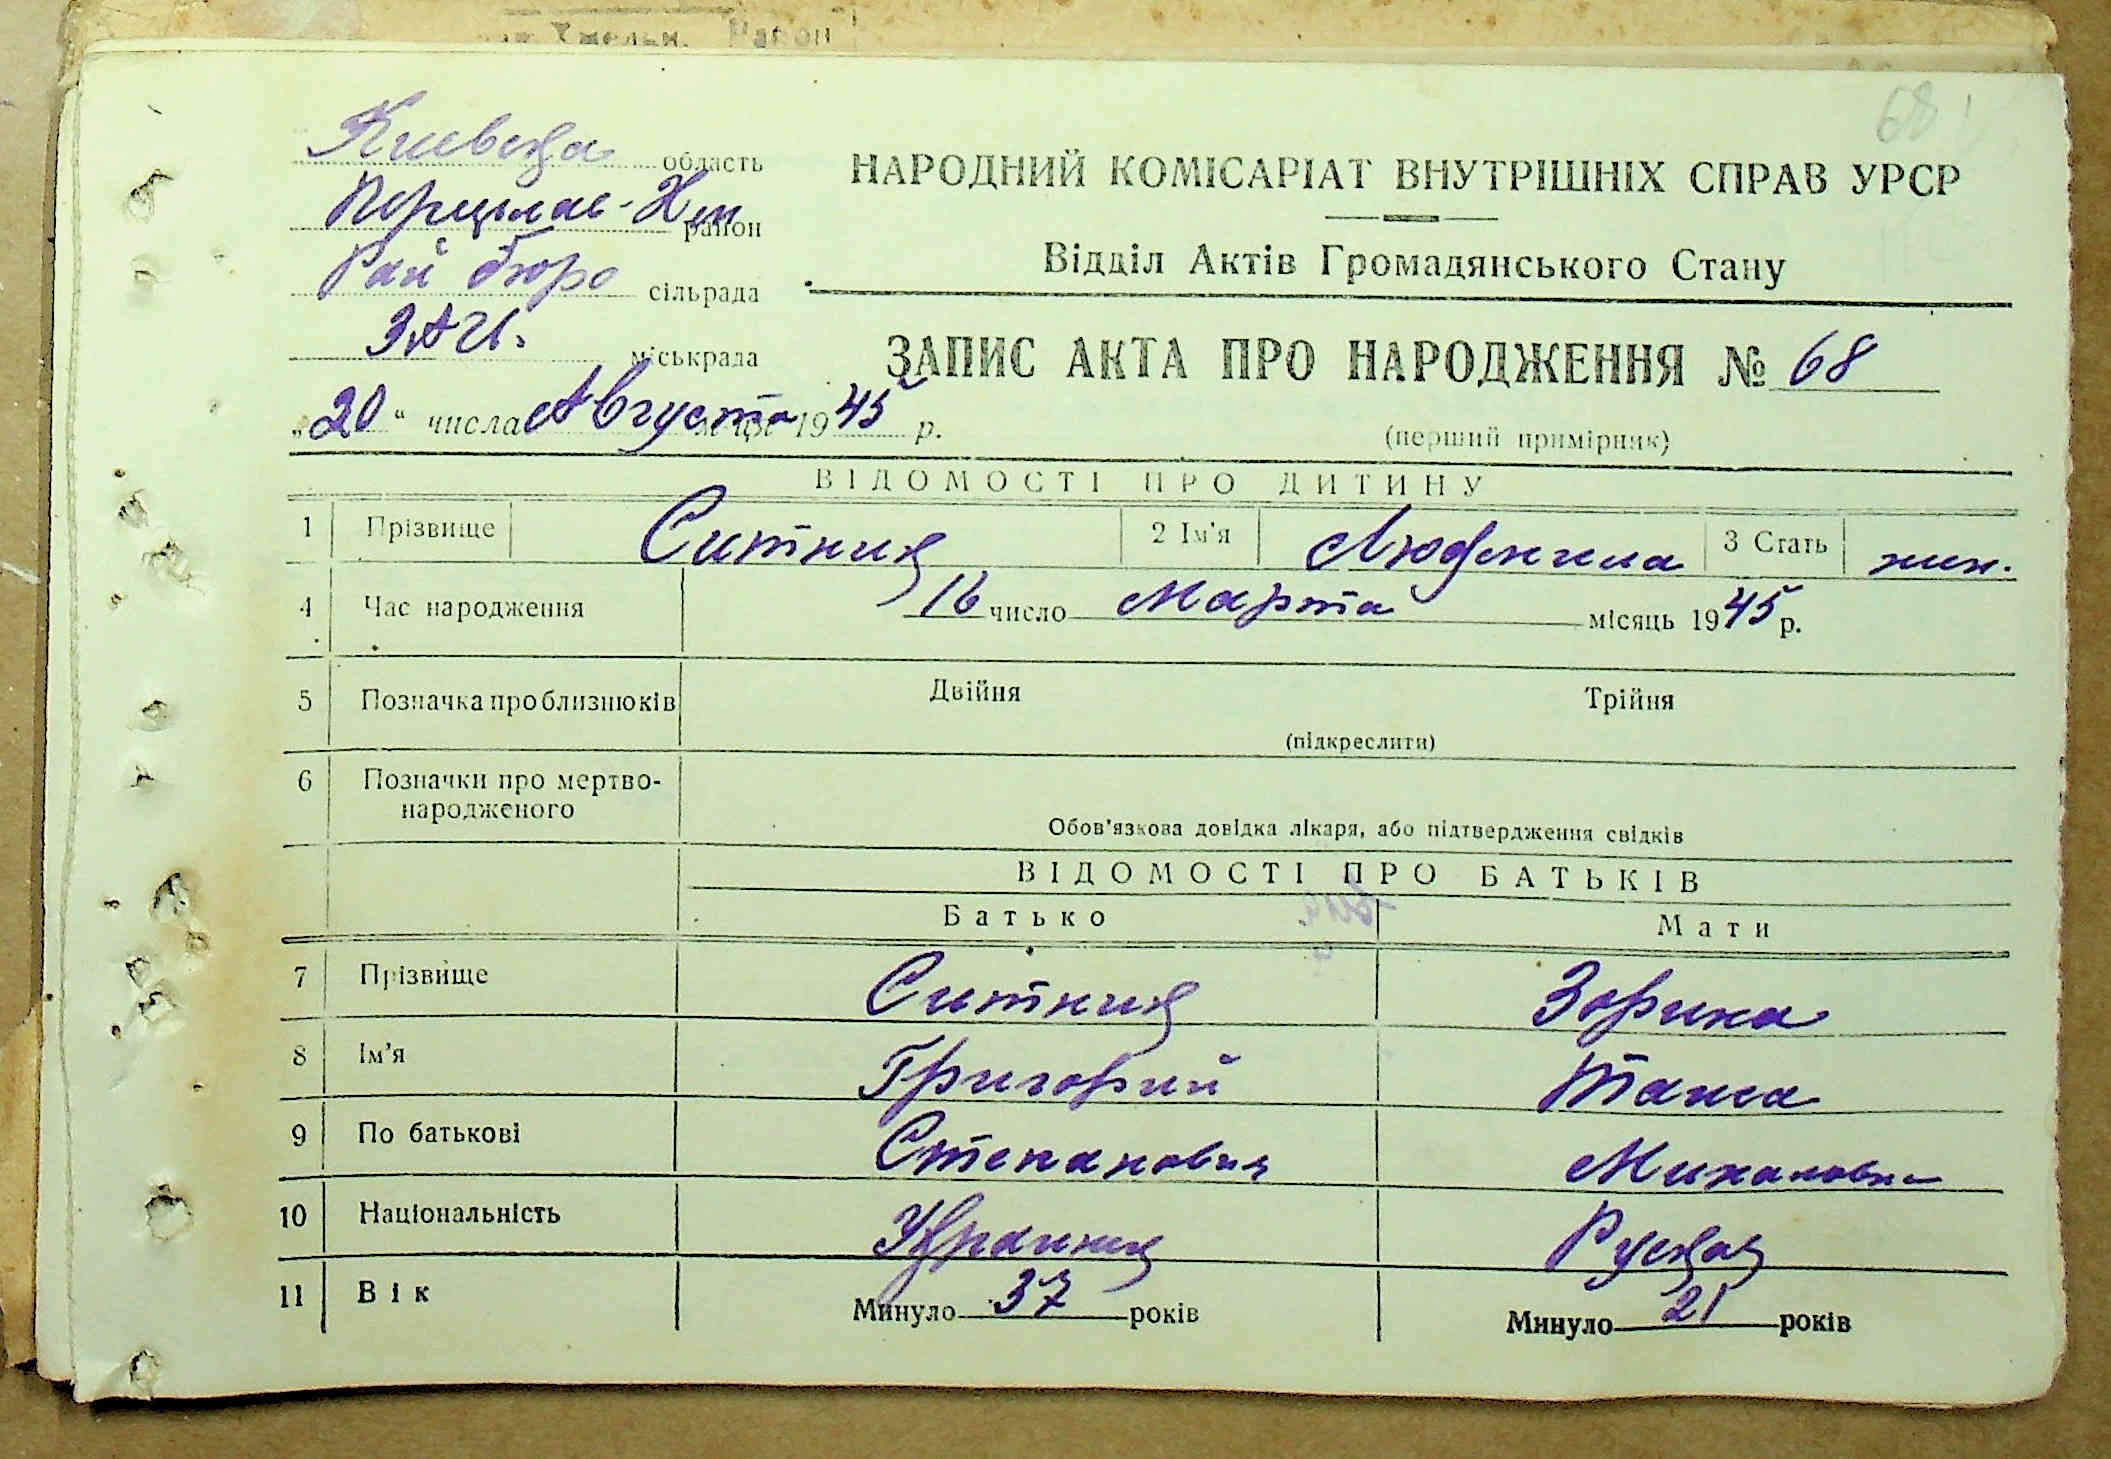 Хмельн. Район
68
Киевска область
НАРОДНИЙ КОМІСАРІАТ ВНУТРІШНІХ СПРАВ УРСР
Переяслав-Хм район
Відділ Актів Громадянського Стану
Рай бюро сільрада
ЗАГС. міськрада
ЗАПИС АКТА ПРО НАРОДЖЕННЯ № 68
„20“ числа Августа 1945 р.
(перший примірник)
ВІДОМОСТІ ПРО ДИТИНУ
1 Прізвище Ситник 2 Ім'я Людмила 3 Стать жен.
4 Час народження 16 число Марта місяць 1945 р.
5 Позначка про близнюків Двійня Трійня
(підкреслити)
6 Позначки про мертво-
народженого
Обов'язкова довідка лікаря, або підтвердження свідків
ВІДОМОСТІ ПРО БАТЬКІВ
Батько Мати
7 Прізвище Ситник Зорина
8 Ім'я Григорий Таиса
9 По батькові Степанович
10 Національність Украинец Руская
11 Вік Минуло 37 років Минуло 21 років